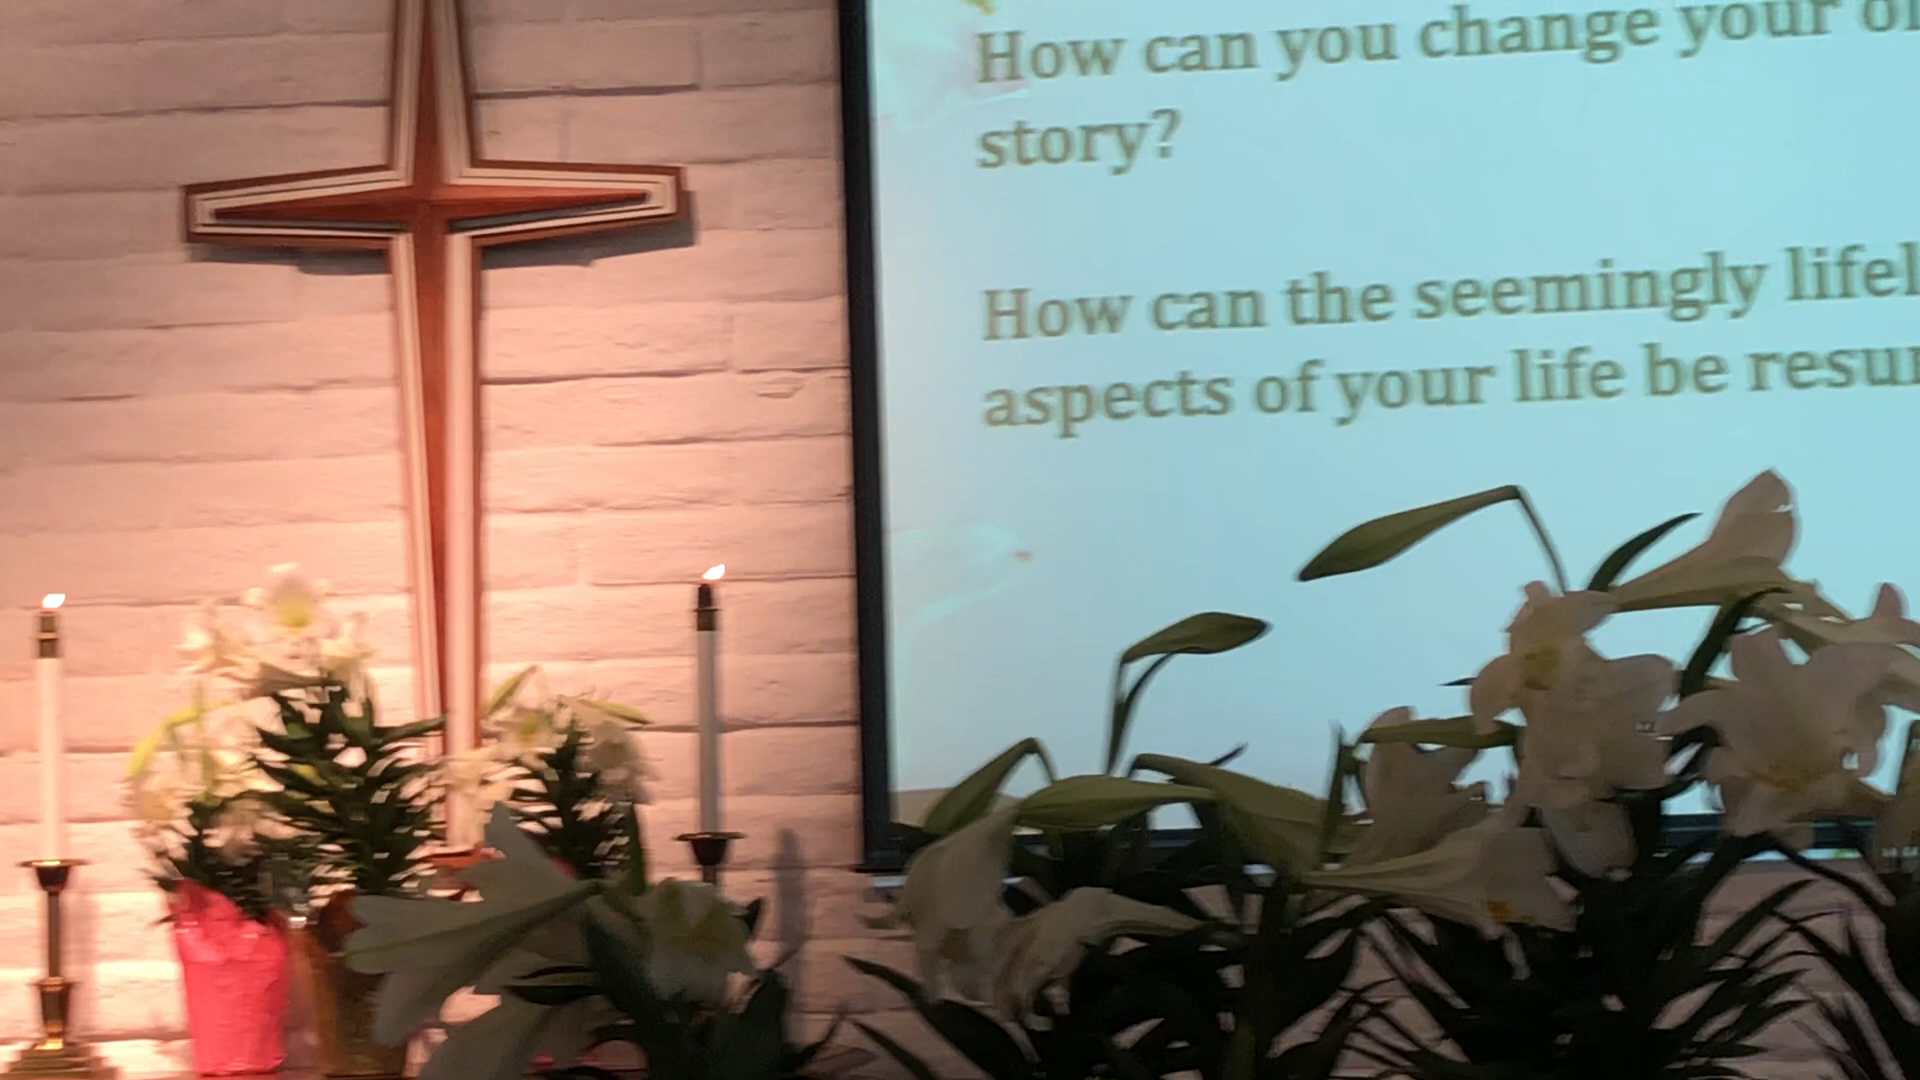 How can you change your
story?
How can the seemingly
aspects of your life be